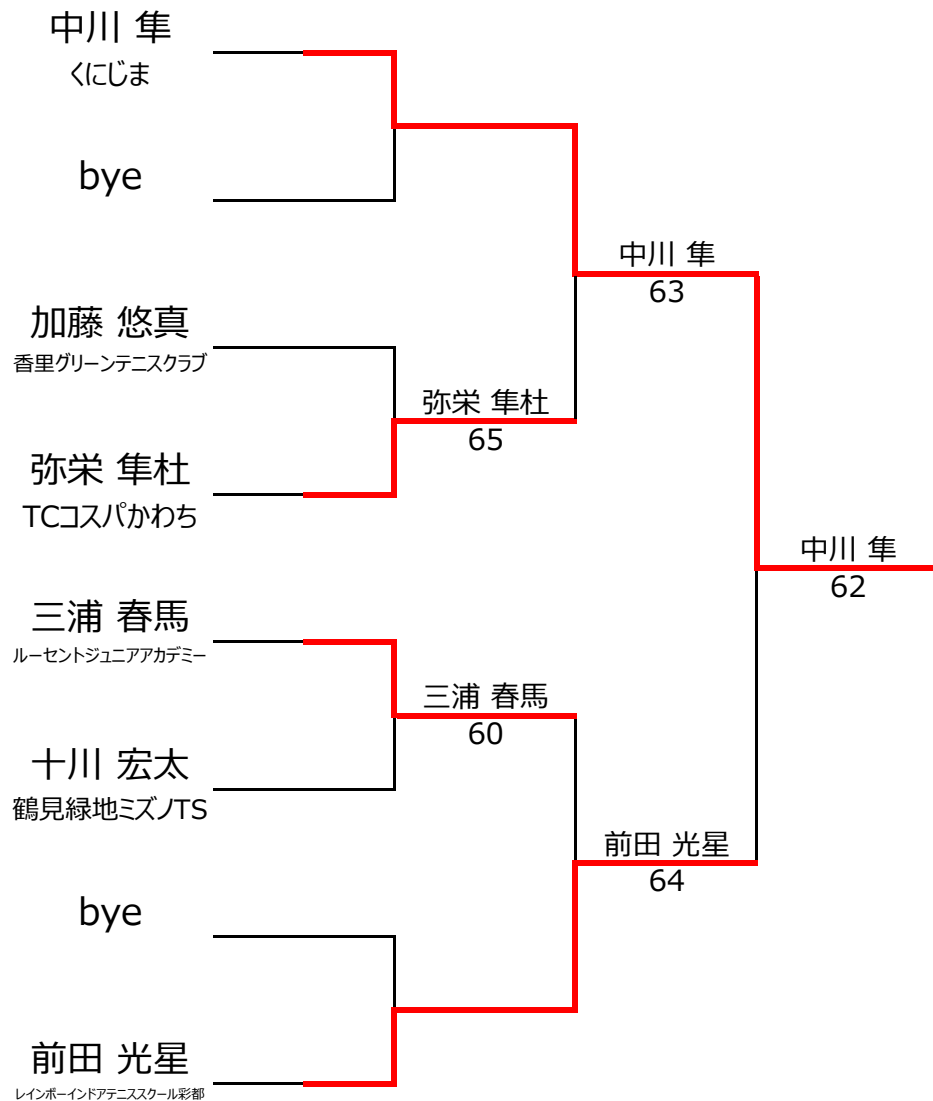 中川 隼
くにじま
bye
加藤 悠真
香里グリーンテニスクラブ
弥栄 隼杜
TCコスパかわち
三浦 春馬
ルーセントジュニアアカデミー
十川 宏太
鶴見緑地ミズノTS
bye
前田 光星
レインボーインドアテニススクール彩都
弥栄 隼杜
65
三浦 春馬
60
中川 隼
63
前田 光星
64
中川 隼
62